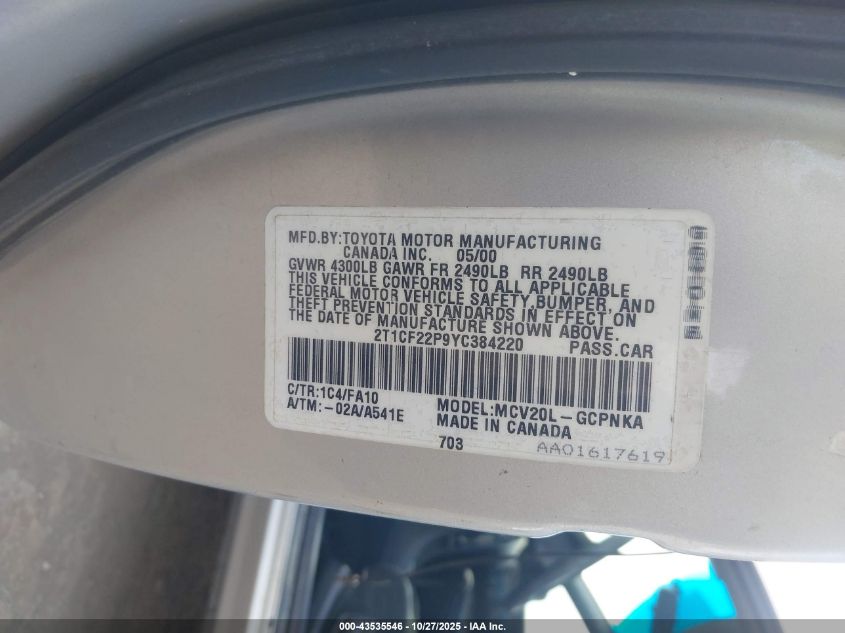 MFD.BY:TOYOTA MOTOR MANUFACTURING
CANADA INC. 05/00
GVWR 4300LB GAWR FR 2490LB RR 2490LB
THIS VEHICLE CONFORMS TO ALL APPLICABLE
FEDERAL MOTOR VEHICLE SAFETY,BUMPER, AND
THEFT PREVENTION STANDARDS IN EFFECT ON
THE DATE OF MANUFACTURE SHOWN ABOVE.
2T1CF22P9YC384220 PASS.CAR
C/TR:1C4/FA10
A/TM:-02A/A541E
MODEL:MCV20L-GCPNKA
MADE IN CANADA
703
AA01617619
000-43535546 - 10/27/2025 - IAA Inc.